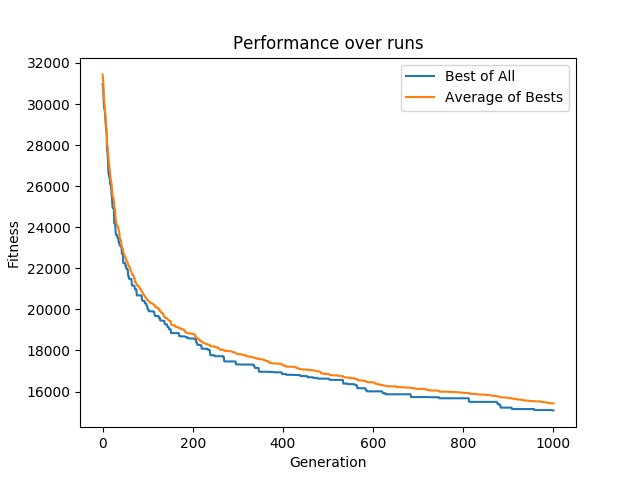 Performance over runs
Best of All
Average of Bests
Fitness
32000
30000
28000
26000
24000
22000
20000
18000
16000
0 200 400 600 800 1000
Generation